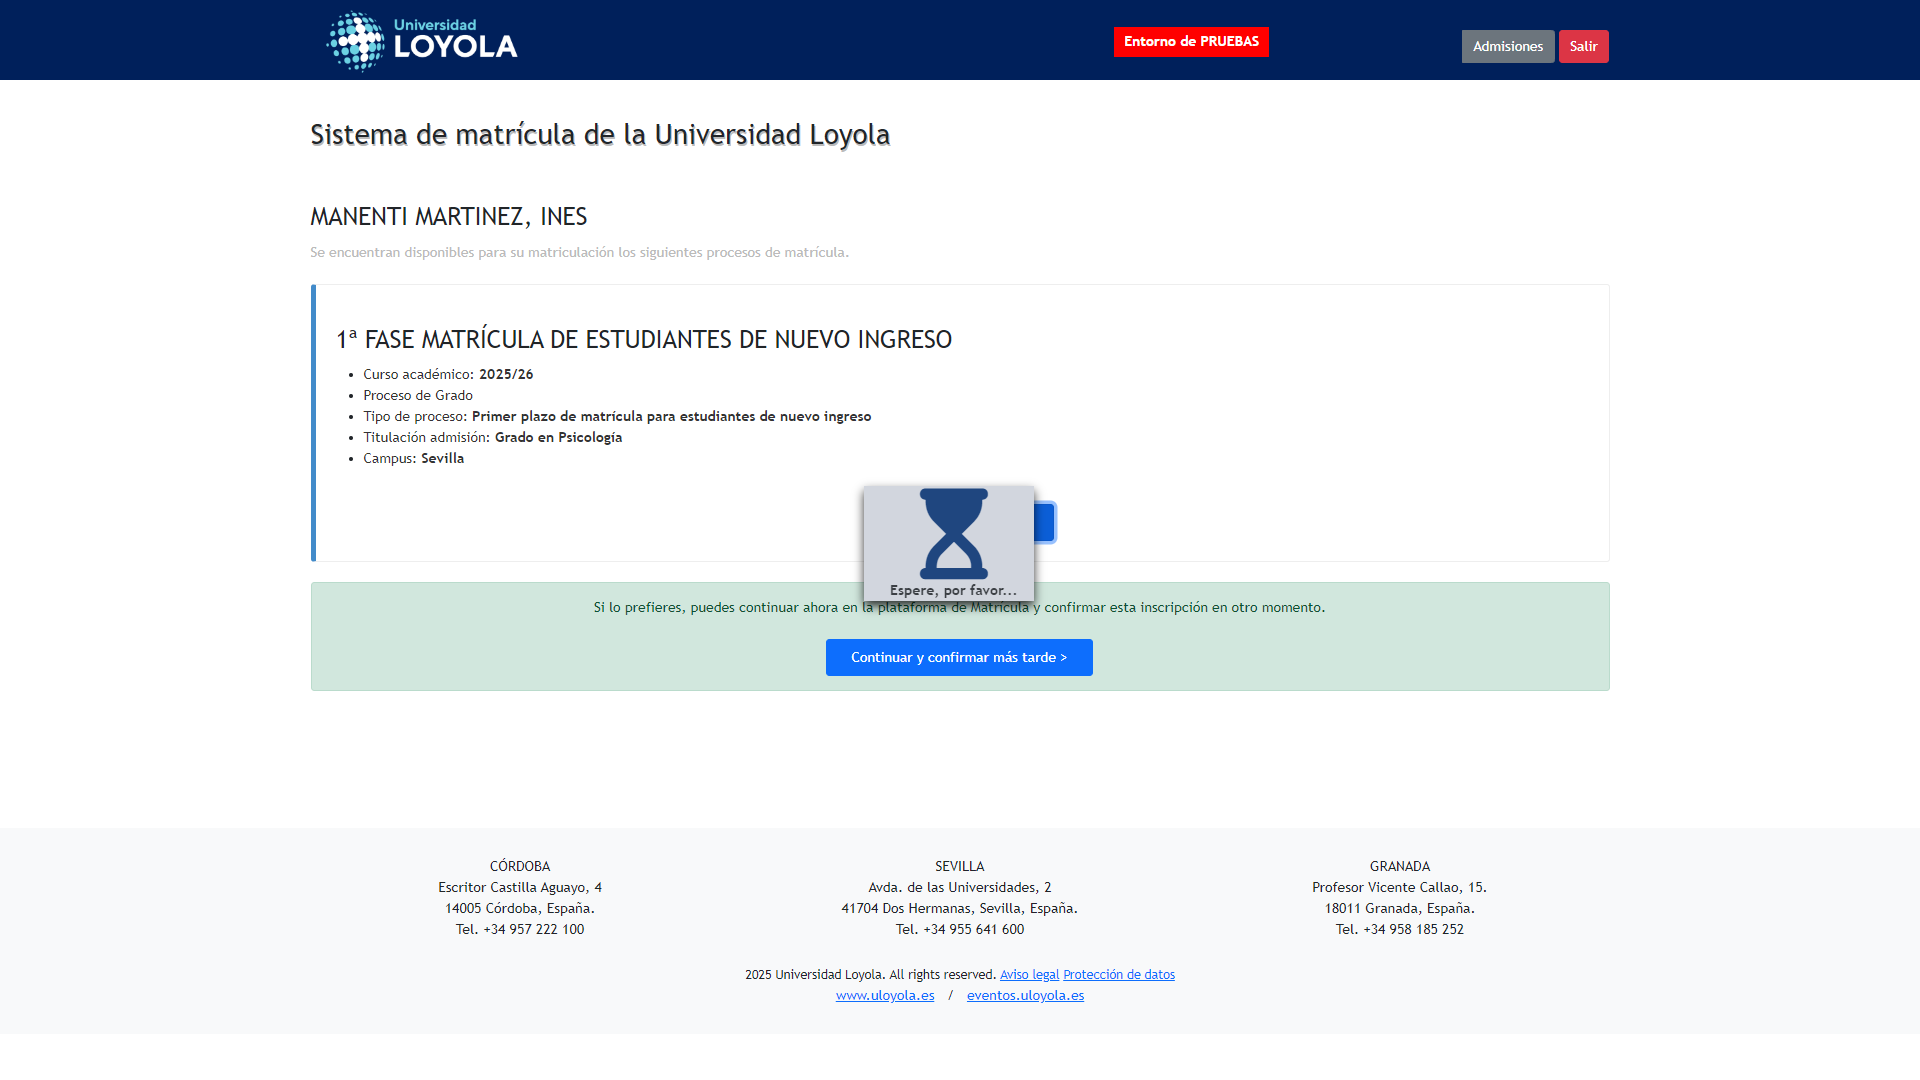 Universidad
LOYOLA
Entorno de PRUEBAS
Admisiones
Salir
Sistema de matrícula de la Universidad Loyola
MANENTI MARTINEZ, INES
Se encuentran disponibles para su matriculación los siguientes procesos de matrícula.
1ª FASE MATRÍCULA DE ESTUDIANTES DE NUEVO INGRESO
• Curso académico: 2025/26
• Proceso de Grado
• Tipo de proceso: Primer plazo de matrícula para estudiantes de nuevo ingreso
• Titulación admisión: Grado en Psicología
• Campus: Sevilla
Espere, por favor...
Si lo prefieres, puedes continuar ahora en la plataforma de Matrícula y confirmar esta inscripción en otro momento.
Continuar y confirmar más tarde >
CÓRDOBA
Escritor Castilla Aguayo, 4
14005 Córdoba, España.
Tel. +34 957 222 100
SEVILLA
Avda. de las Universidades, 2
41704 Dos Hermanas, Sevilla, España.
Tel. +34 955 641 600
GRANADA
Profesor Vicente Callao, 15.
18011 Granada, España.
Tel. +34 958 185 252
2025 Universidad Loyola. All rights reserved. Aviso legal Protección de datos
www.uloyola.es / eventos.uloyola.es